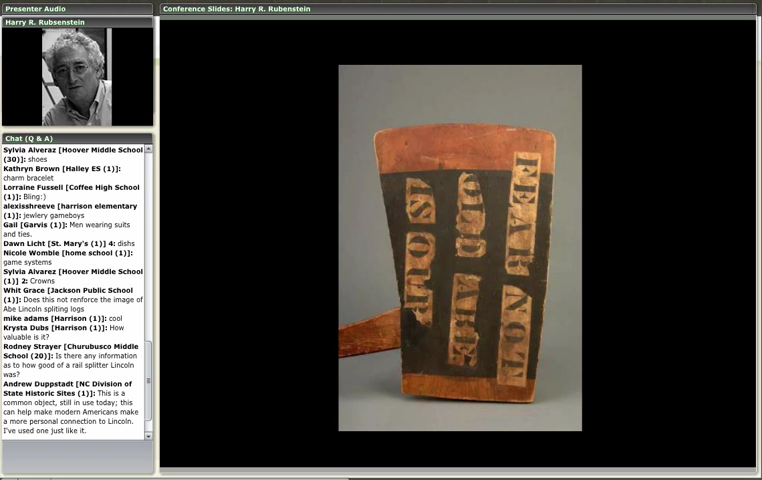 Presenter Audio
Harry R. Rubsenstein
Chat (Q & A)
Sylvia Alveraz [Hoover Middle School
(30)]: shoes
Kathryn Brown [Halley ES (1)]:
charm bracelet
Lorraine Fussell [Coffee High School
(1)]: Bling:)
alexisshreeve [harrison elementary
(1)]: jewlery gameboys
Gail [Garvis (1)]: Men wearing suits
and ties.
Dawn Licht [St. Mary's (1)] 4: dishs
Nicole Womble [home school (1)]:
game systems
Sylvia Alvarez [Hoover Middle School
(1)] 2: Crowns
Whit Grace [Jackson Public School
(1)]: Does this not renforce the image of
Abe Lincoln spliting logs
mike adams [Harrison (1)]: cool
Krysta Dubs [Harrison (1)]: How
valuable is it?
Rodney Strayer [Churubusco Middle
School (20)]: Is there any information
as to how good of a rail splitter Lincoln
was?
Andrew Duppstadt [NC Division of
State Historic Sites (1)]: This is a
common object, still in use today; this
can help make modern Americans make
a more personal connection to Lincoln.
I've used one just like it.
Conference Slides: Harry R. Rubenstein